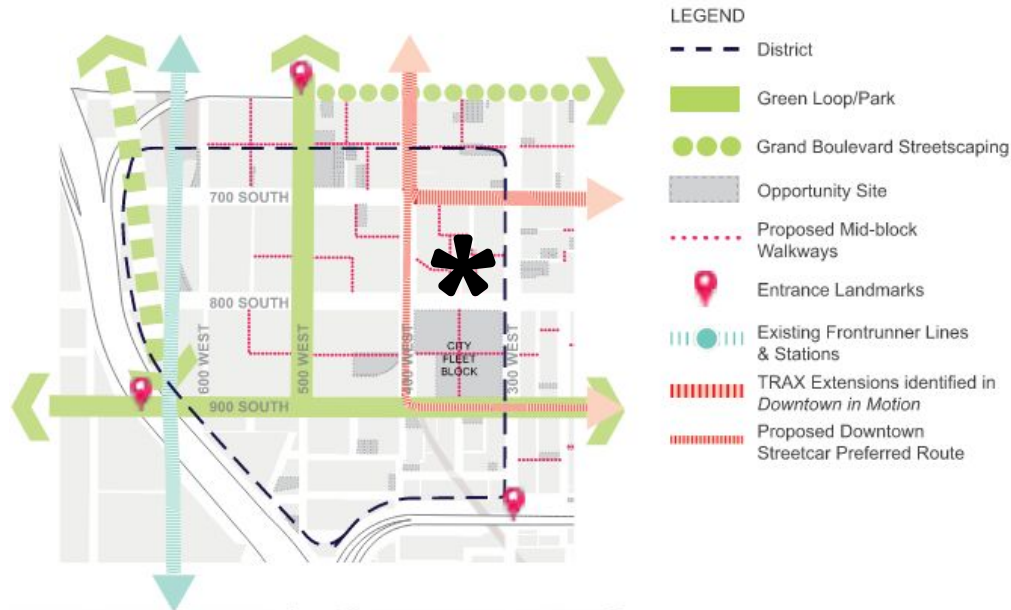 LEGEND
District
Green Loop/Park
Grand Boulevard Streetscaping
Opportunity Site
Proposed Mid-block
Walkways
Entrance Landmarks
Existing Frontrunner Lines
& Stations
TRAX Extensions identified in
Downtown in Motion
Proposed Downtown
Streetcar Preferred Route
700 SOUTH
800 SOUTH
600 WEST
500 WEST
400 WEST
300 WEST
CITY
FLEET
BLOCK
900 SOUTH